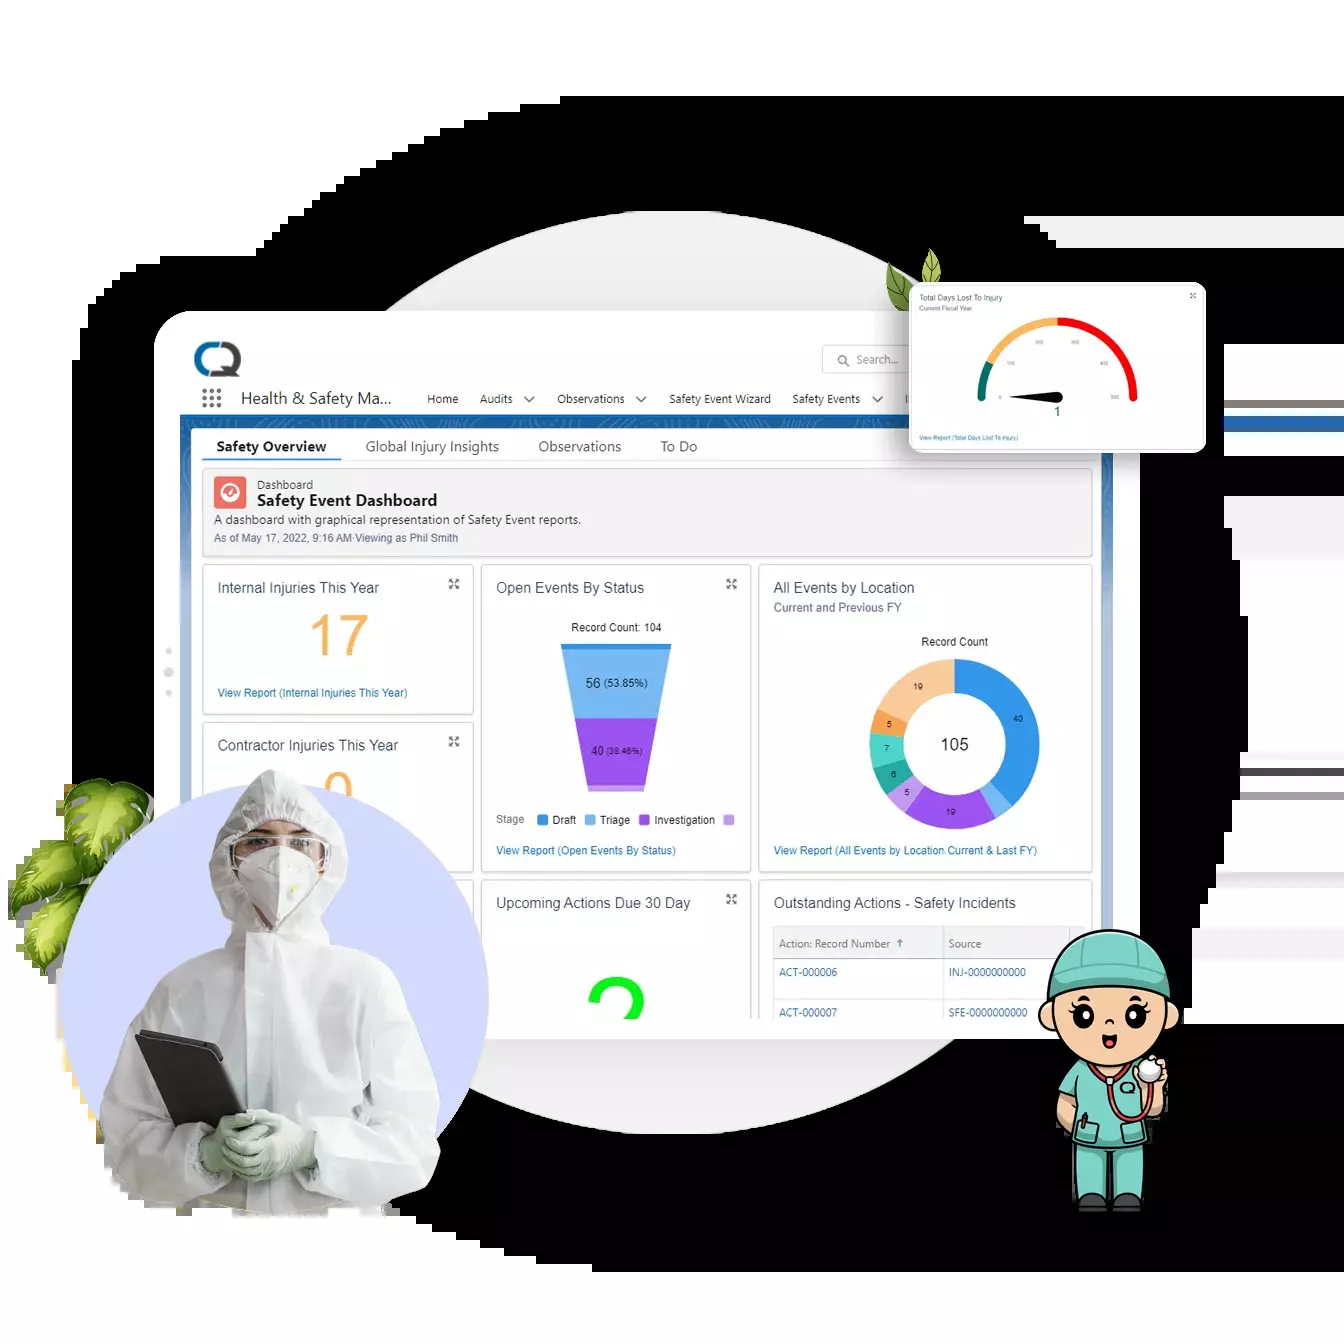 Total Days Lost To Injury
Current Fiscal Year
100
200
300
400
500
0
1
View Report (Total Days Lost To Injury)
Search...
Health & Safety Ma...
Home
Audits
Observations
Safety Event Wizard
Safety Events
Safety Overview
Global Injury Insights
Observations
To Do
Dashboard
Safety Event Dashboard
A dashboard with graphical representation of Safety Event reports.
As of May 17, 2022, 9:16 AM·Viewing as Phil Smith
Internal Injuries This Year
17
View Report (Internal Injuries This Year)
Contractor Injuries This Year
Open Events By Status
Record Count: 104
56 (53.85%)
40 (38.46%)
Stage
Draft
Triage
Investigation
View Report (Open Events By Status)
All Events by Location
Current and Previous FY
Record Count
19
40
5
7
105
6
5
19
View Report (All Events by Location Current & Last FY)
Upcoming Actions Due 30 Day
Outstanding Actions - Safety Incidents
Action: Record Number ↑
Source
ACT-000006
INJ-0000000000
ACT-000007
SFE-0000000000